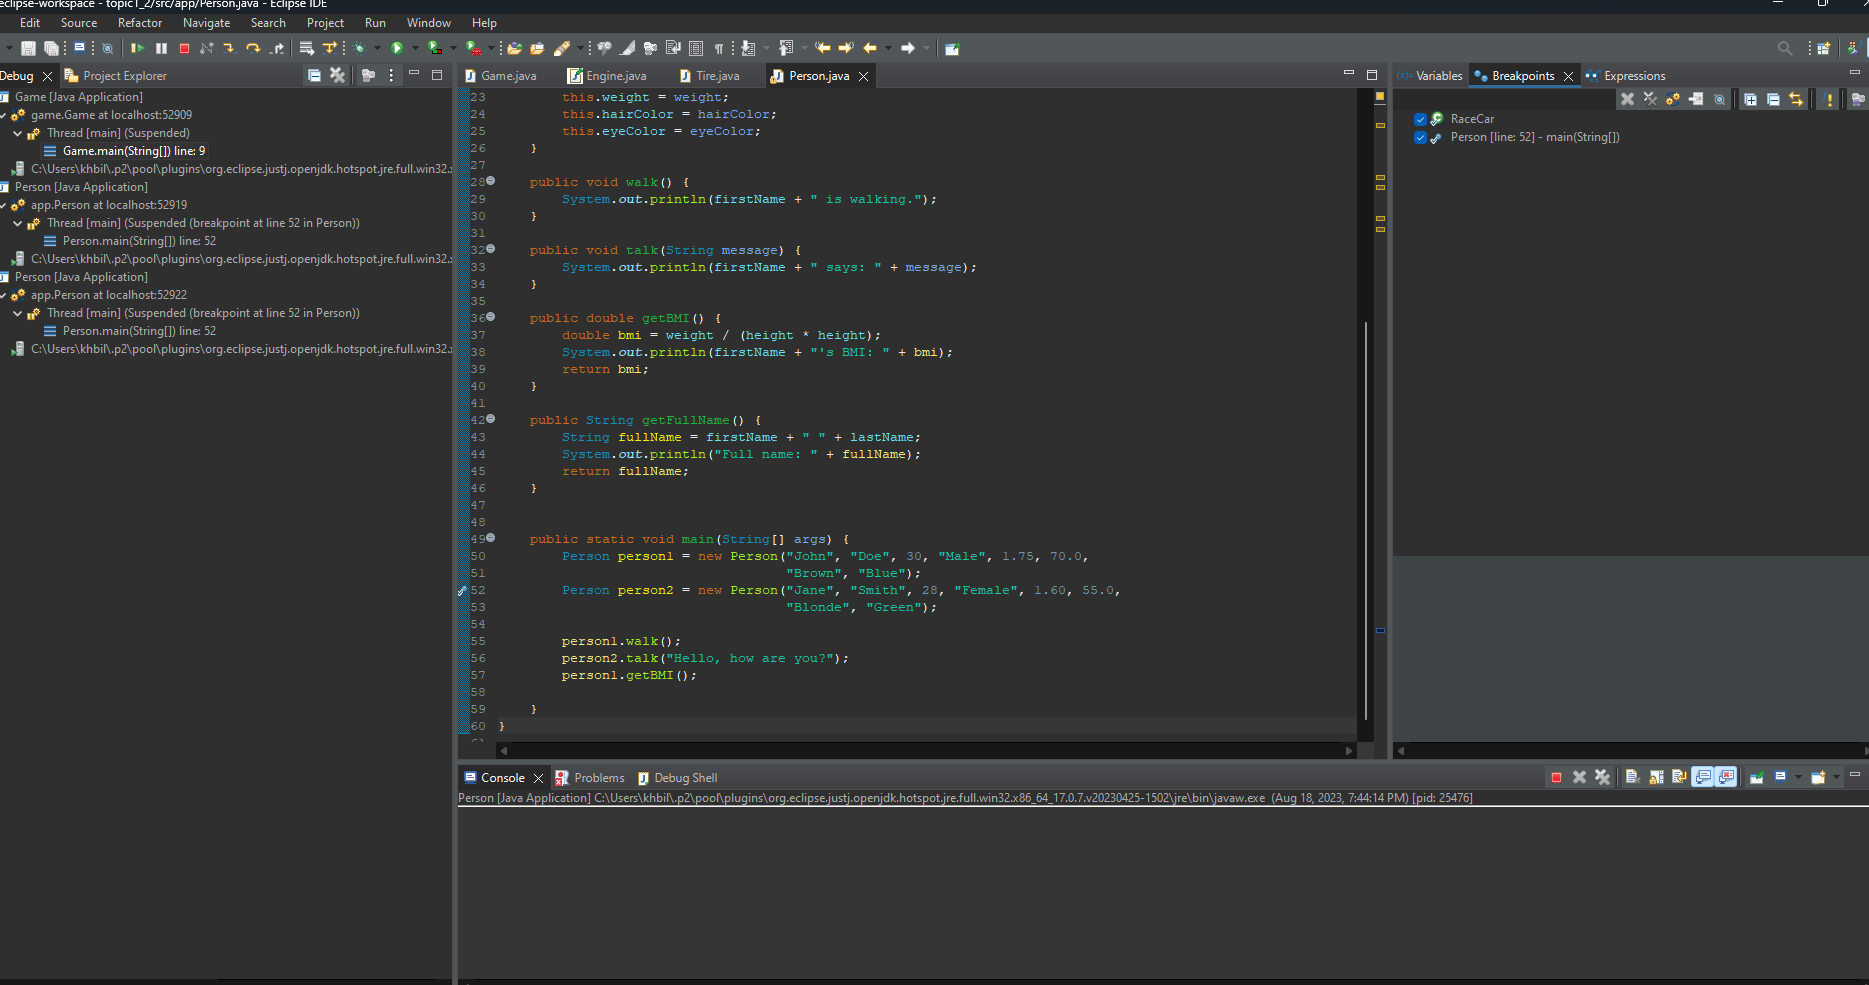 eclipse-workspace - topic1_2/src/app/Person.java - Eclipse IDE
Edit Source Refactor Navigate Search Project Run Window Help
Debug Project Explorer
Game [Java Application]
game.Game at localhost:52909
Thread [main] (Suspended)
Game.main(String[]) line: 9
C:\Users\khbil\.p2\pool\plugins\org.eclipse.justj.openjdk.hotspot.jre.full.win32.
Person [Java Application]
app.Person at localhost:52919
Thread [main] (Suspended (breakpoint at line 52 in Person))
Person.main(String[]) line: 52
C:\Users\khbil\.p2\pool\plugins\org.eclipse.justj.openjdk.hotspot.jre.full.win32.
Person [Java Application]
app.Person at localhost:52922
Thread [main] (Suspended (breakpoint at line 52 in Person))
Person.main(String[]) line: 52
C:\Users\khbil\.p2\pool\plugins\org.eclipse.justj.openjdk.hotspot.jre.full.win32.
Game.java Engine.java Tire.java Person.java
23 this.weight = weight;
24 this.hairColor = hairColor;
25 this.eyeColor = eyeColor;
26 }
27
28 public void walk() {
29 System.out.println(firstName + " is walking.");
30 }
31
32 public void talk(String message) {
33 System.out.println(firstName + " says: " + message);
34 }
35
36 public double getBMI() {
37 double bmi = weight / (height * height);
38 System.out.println(firstName + "'s BMI: " + bmi);
39 return bmi;
40 }
41
42 public String getFullName() {
43 String fullName = firstName + " " + lastName;
44 System.out.println("Full name: " + fullName);
45 return fullName;
46 }
47
48
49 public static void main(String[] args) {
50 Person person1 = new Person("John", "Doe", 30, "Male", 1.75, 70.0,
51 "Brown", "Blue");
52 Person person2 = new Person("Jane", "Smith", 28, "Female", 1.60, 55.0,
53 "Blonde", "Green");
54
55 person1.walk();
56 person2.talk("Hello, how are you?");
57 person1.getBMI();
58
59 }
60 }
61
Variables Breakpoints Expressions
RaceCar
Person [line: 52] - main(String[])
Console Problems Debug Shell
Person [Java Application] C:\Users\khbil\.p2\pool\plugins\org.eclipse.justj.openjdk.hotspot.jre.full.win32.x86_64_17.0.7.v20230425-1502\jre\bin\javaw.exe (Aug 18, 2023, 7:44:14 PM) [pid: 25476]